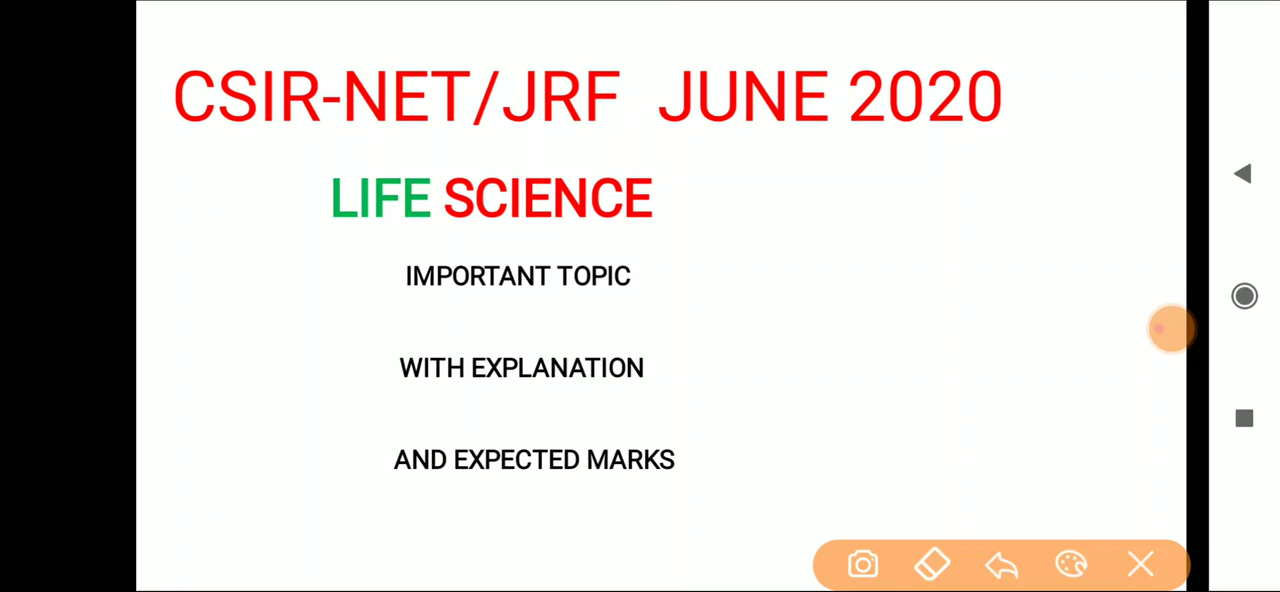 CSIR-NET/JRF JUNE 2020
LIFE SCIENCE
IMPORTANT TOPIC
WITH EXPLANATION
AND EXPECTED MARKS